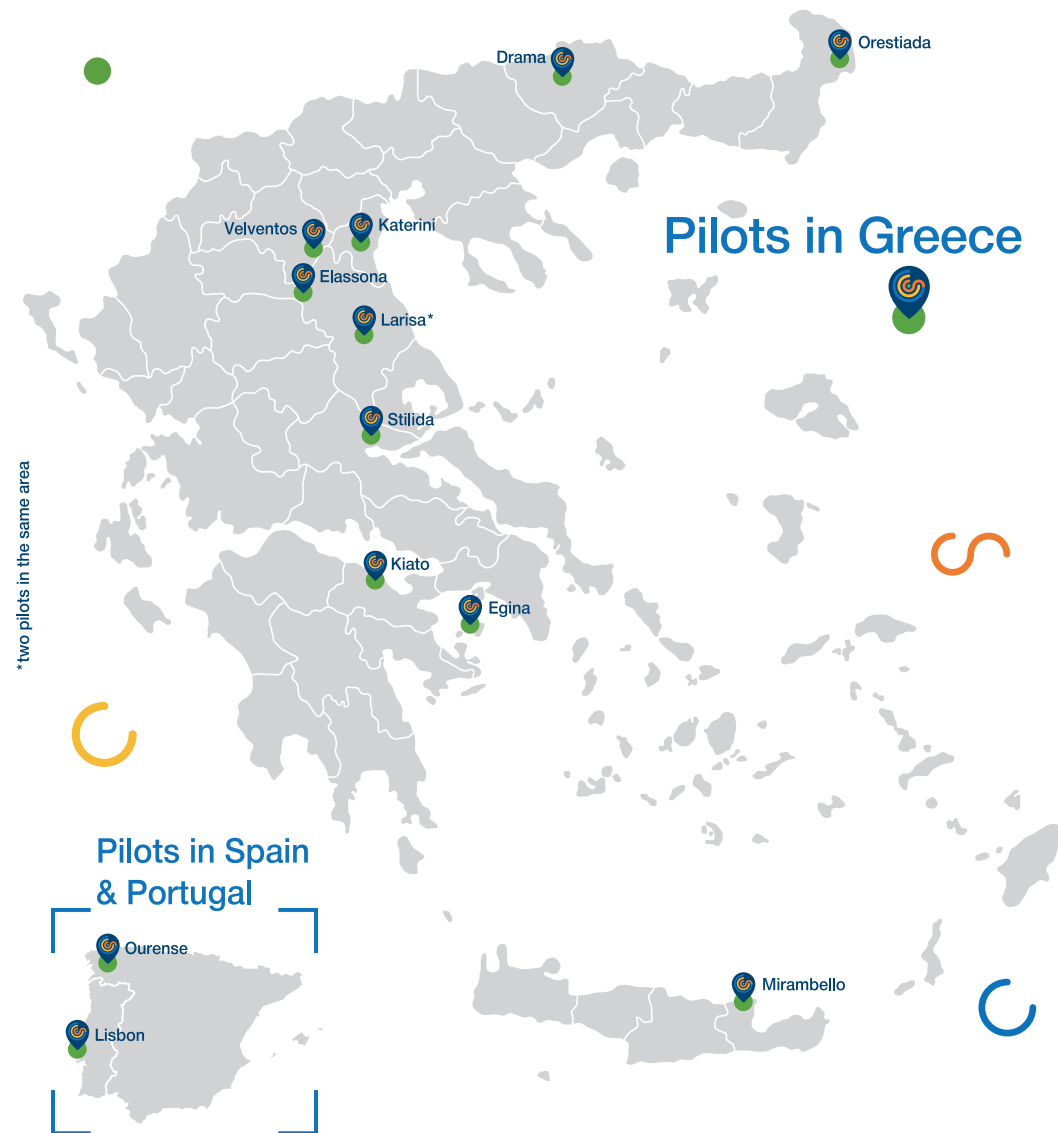 Drama
Orestiada
Pilots in Greece
Velventos
Katerini
Elassona
Larisa*
Stilida
*two pilots in the same area
Kiato
Egina
Pilots in Spain
& Portugal
Ourense
Lisbon
Mirambello